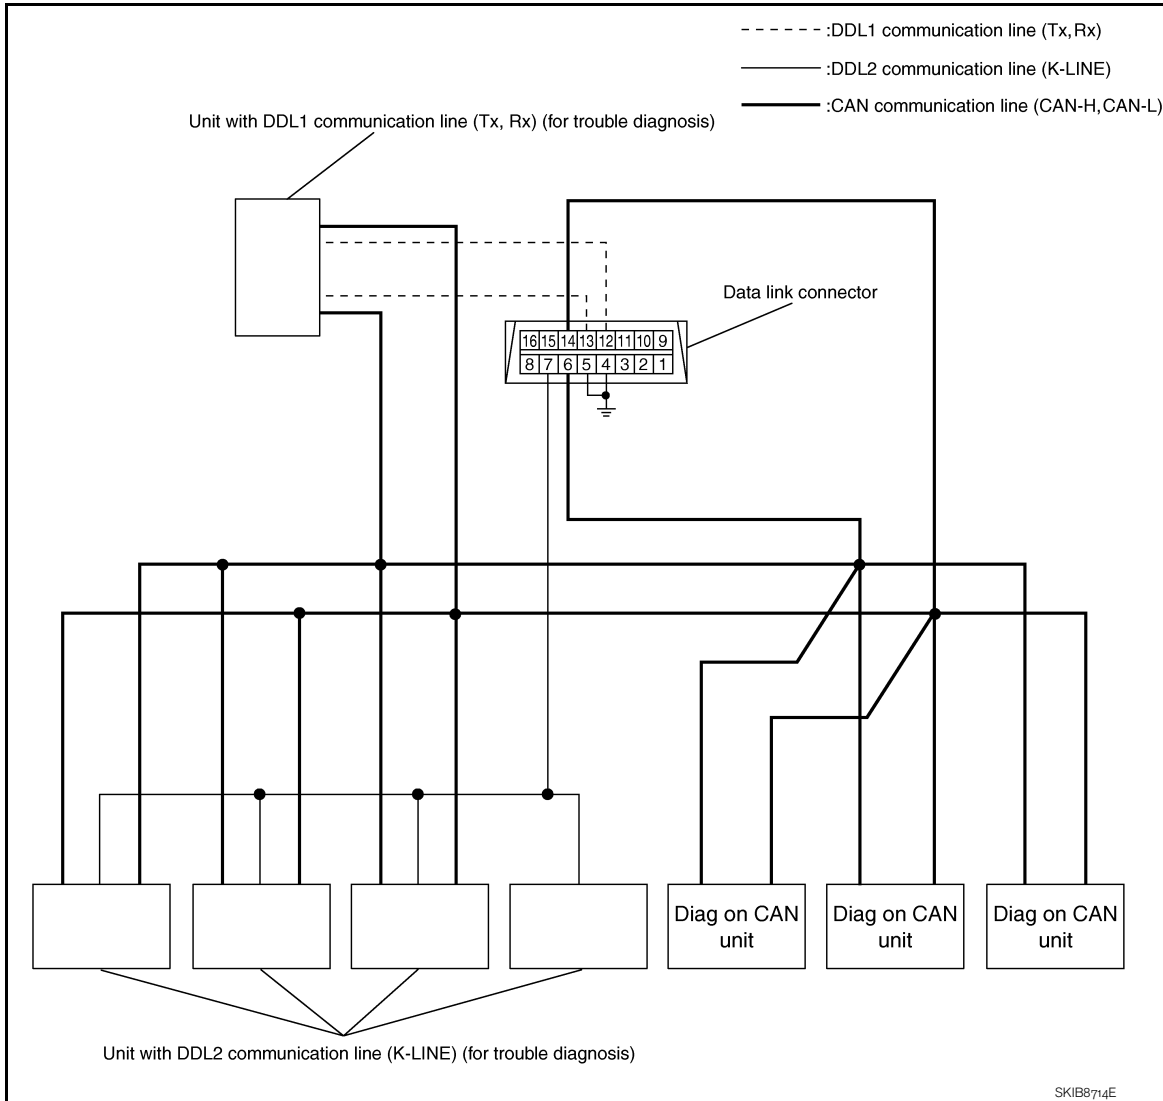 :DDL1 communication line (Tx,Rx)
:DDL2 communication line (K-LINE)
:CAN communication line (CAN-H,CAN-L)
Unit with DDL1 communication line (Tx, Rx) (for trouble diagnosis)
Data link connector
16 15 14 13 12 11 10 9
8 7 6 5 4 3 2 1
Diag on CAN
unit
Diag on CAN
unit
Diag on CAN
unit
Unit with DDL2 communication line (K-LINE) (for trouble diagnosis)
SKIB8714E